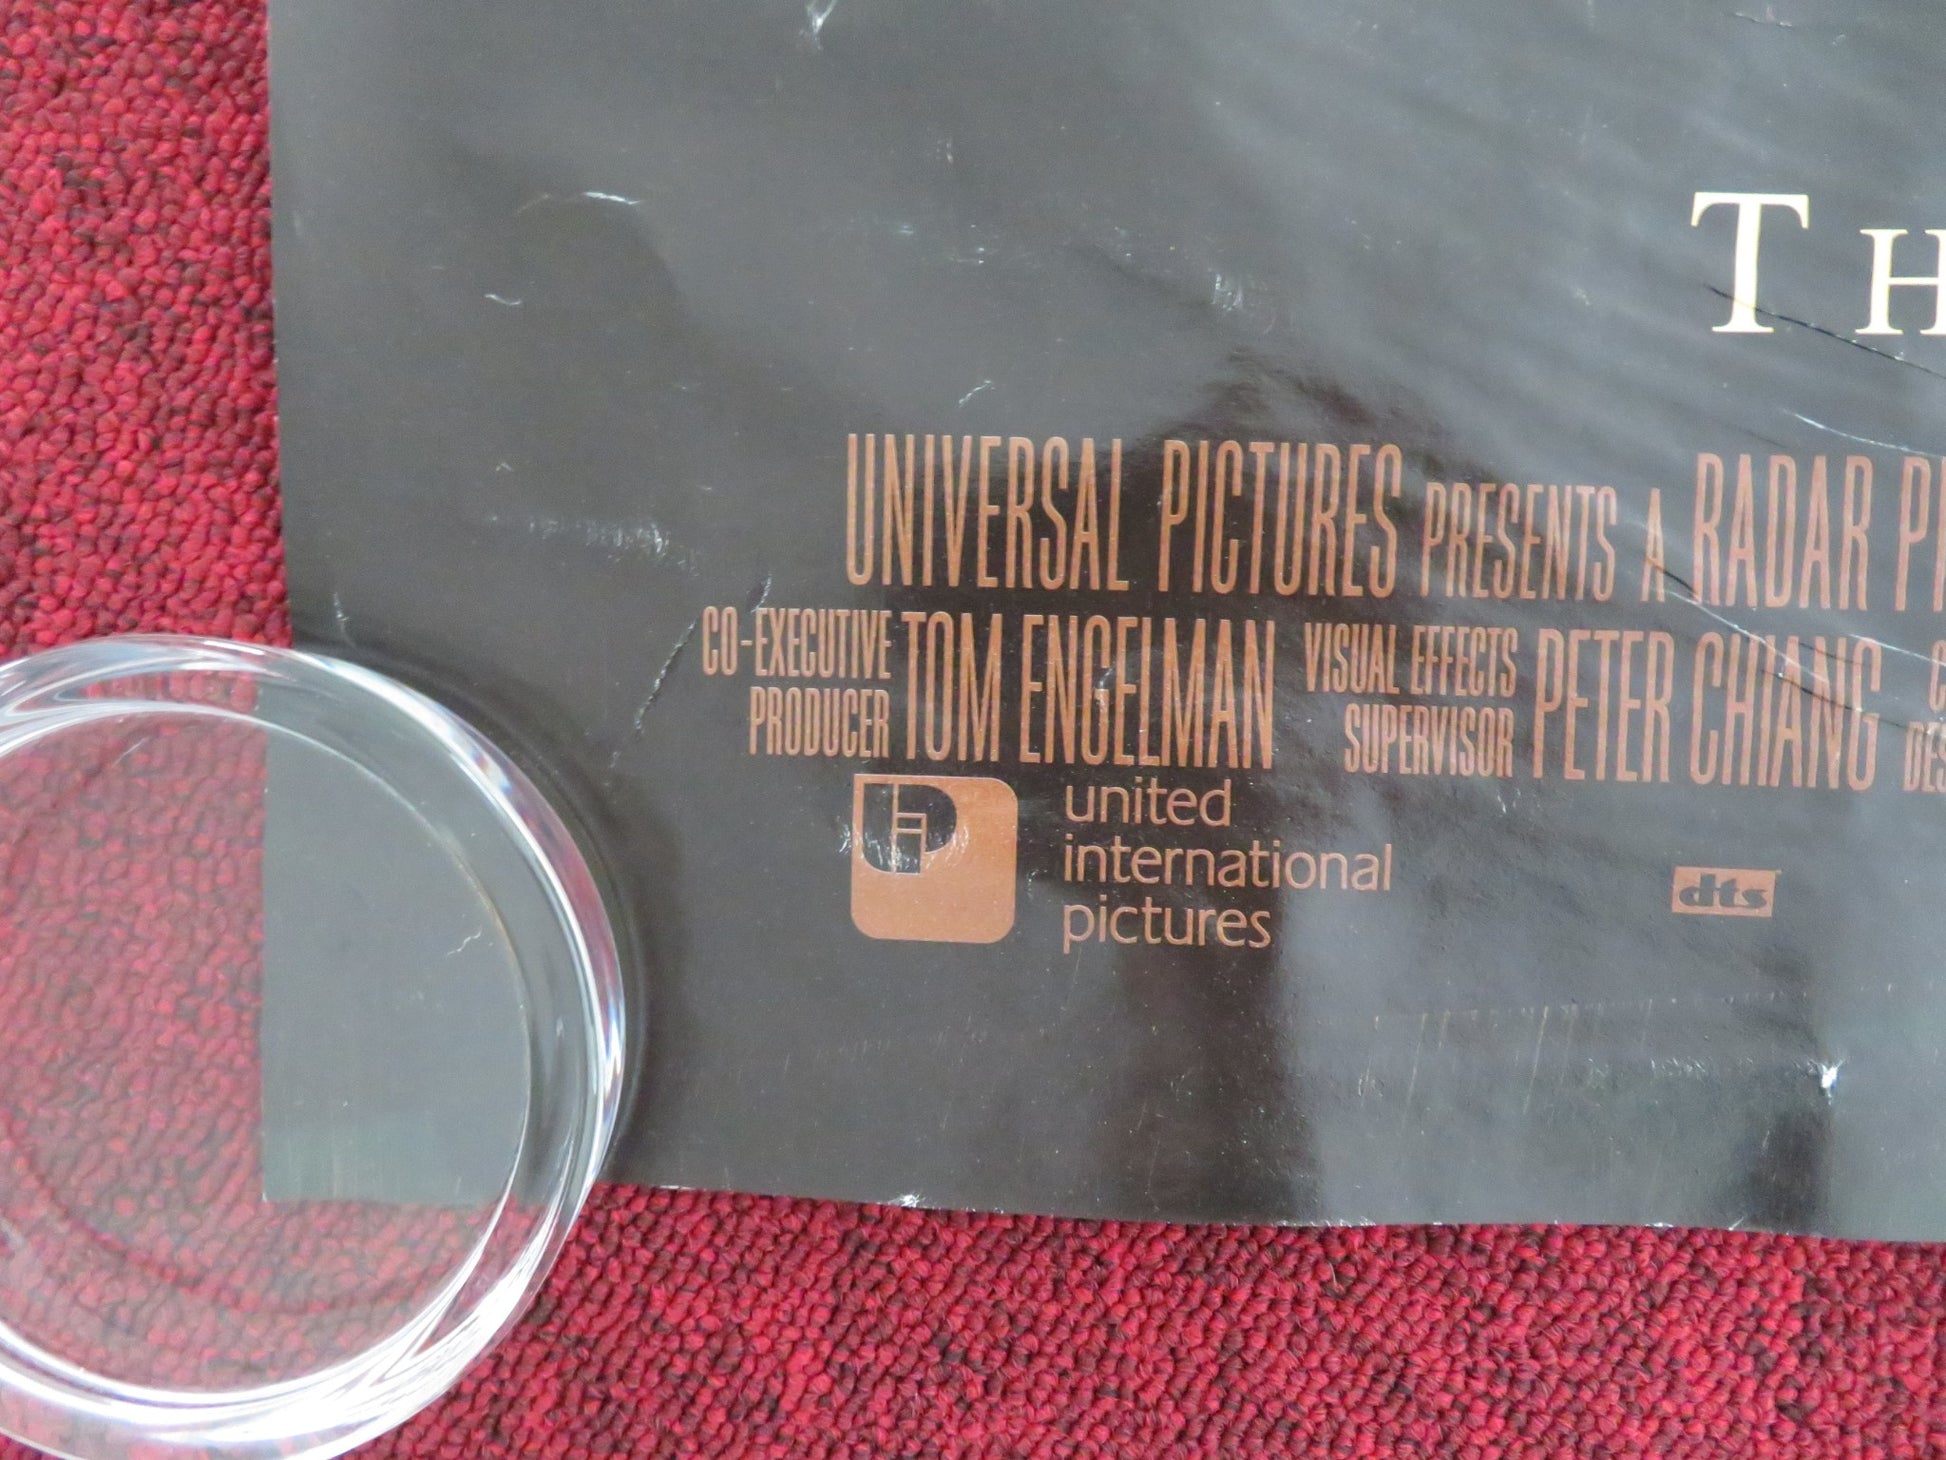 TH
UNIVERSAL PICTURES PRESENTS A RADAR
CO-EXECUTIVE PRODUCER TOM ENGELMAN VISUAL EFFECTS SUPERVISOR PETER CHIANG
united
international
pictures
dts